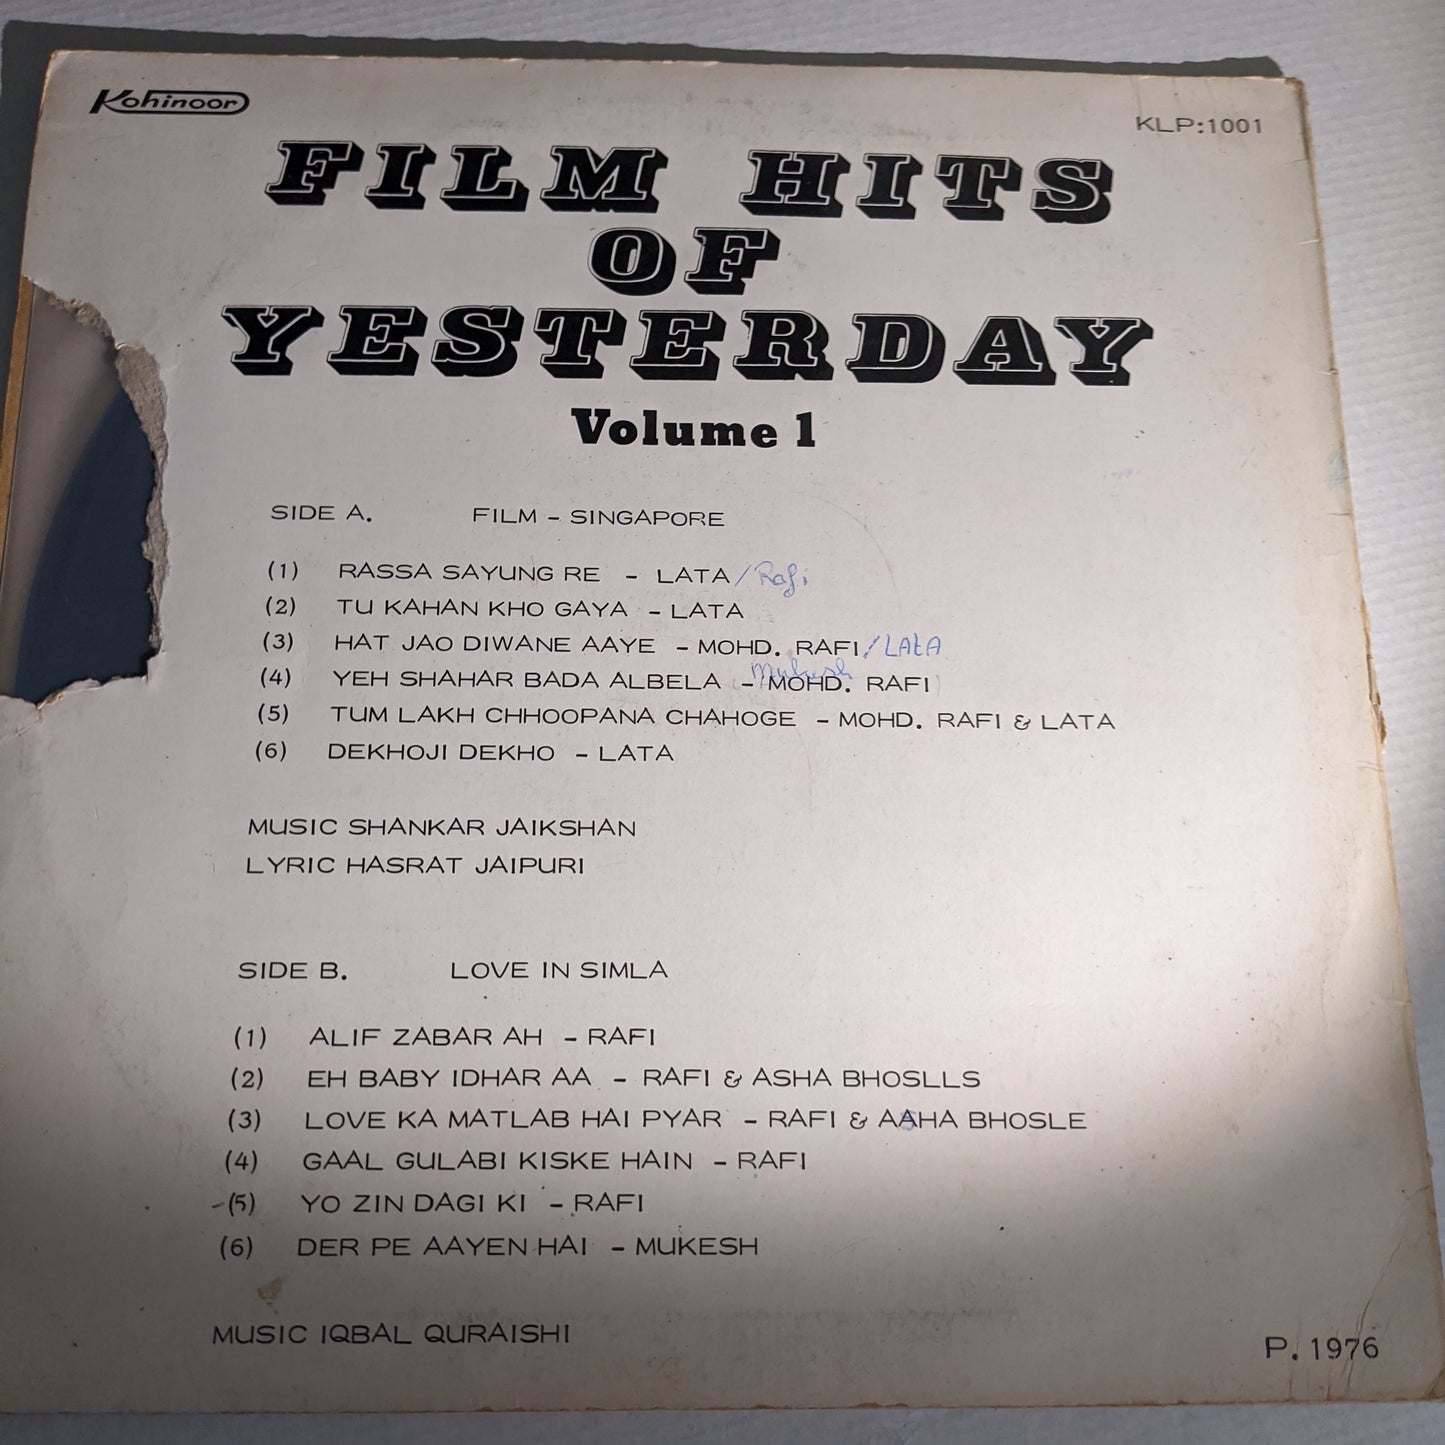 Kohinoor
KLP:1001
FILM HITS
OF
YESTERDAY
Volume 1
SIDE A. FILM – SINGAPORE
(1) RASSA SAYUNG RE – LATA /Rafi
(2) TU KAHAN KHO GAYA – LATA
(3) HAT JAO DIWANE AAYE – MOHD. RAFI /LAtA
Mukesh
(4) YEH SHAHAR BADA ALBELA – MOHD. RAFI
(5) TUM LAKH CHHOOPANA CHAHOGE – MOHD. RAFI & LATA
(6) DEKHOJI DEKHO – LATA
MUSIC SHANKAR JAIKSHAN
LYRIC HASRAT JAIPURI
SIDE B. LOVE IN SIMLA
(1) ALIF ZABAR AH – RAFI
(2) EH BABY IDHAR AA – RAFI & ASHA BHOSLLS
(3) LOVE KA MATLAB HAI PYAR – RAFI & AASHA BHOSLE
(4) GAAL GULABI KISKE HAIN – RAFI
(5) YO ZIN DAGI KI – RAFI
(6) DER PE AAYEN HAI – MUKESH
MUSIC IQBAL QURAISHI
P. 1976